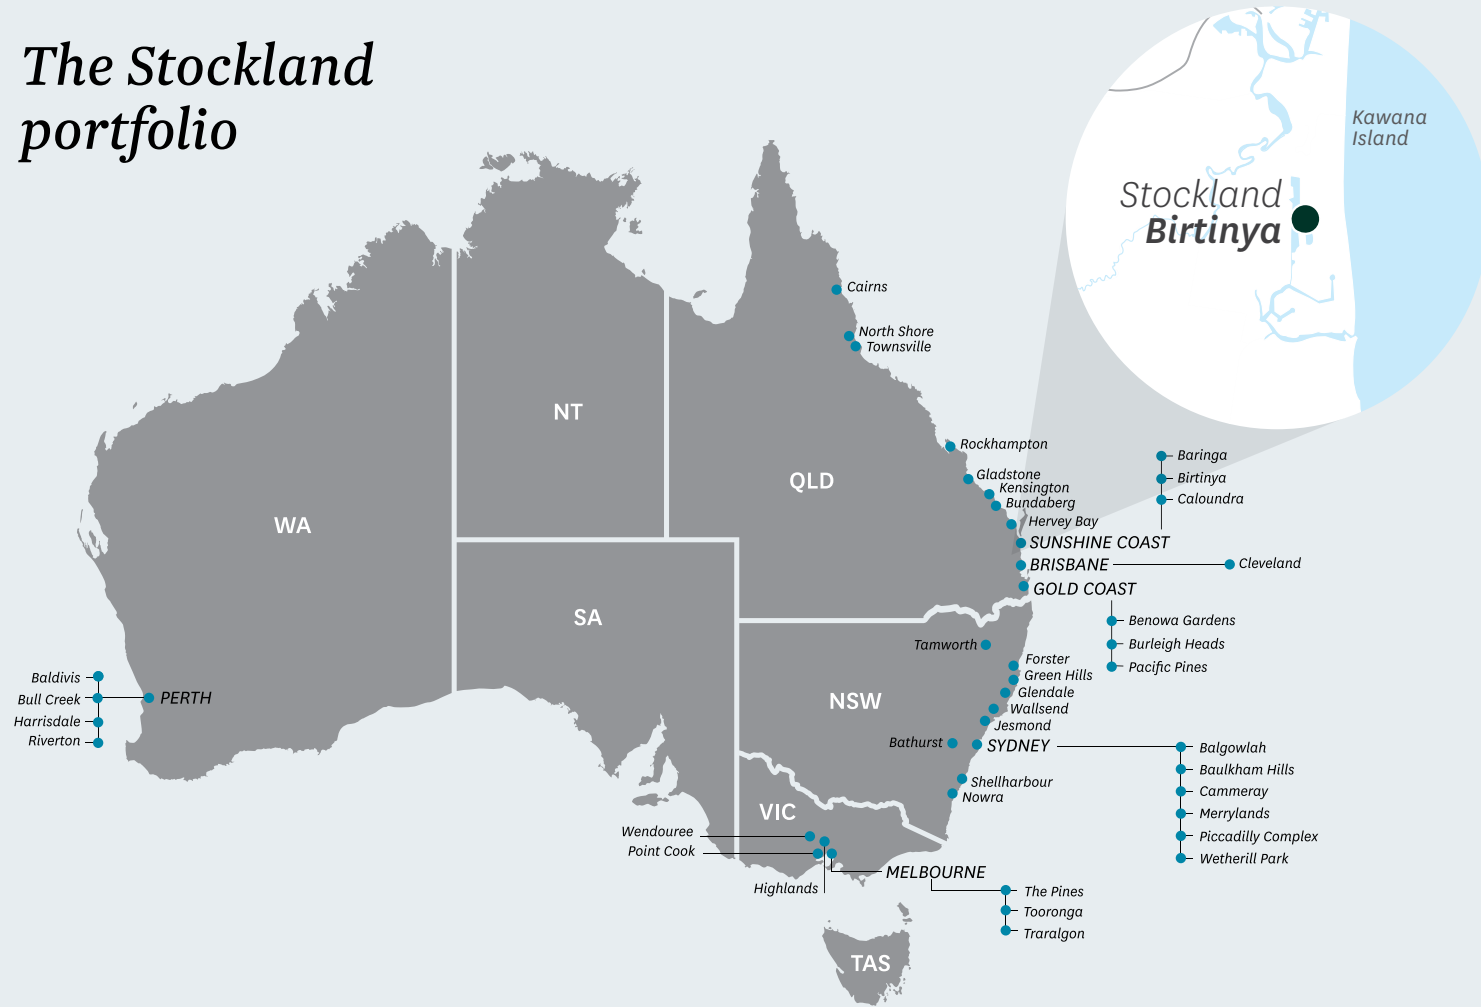 The Stockland
portfolio
Kawana
Island
Stockland
Birtinya
Cairns
North Shore
Townsville
NT
QLD
WA
SA
NSW
VIC
TAS
Rockhampton
Gladstone
Kensington
Bundaberg
Hervey Bay
SUNSHINE COAST
Baringa
Birtinya
Caloundra
BRISBANE
Cleveland
GOLD COAST
Benowa Gardens
Burleigh Heads
Pacific Pines
Tamworth
Forster
Green Hills
Glendale
Wallsend
Jesmond
Bathurst
SYDNEY
Balgowlah
Baulkham Hills
Cammeray
Merrylands
Piccadilly Complex
Wetherill Park
Shellharbour
Nowra
Baldivis
Bull Creek
PERTH
Harrisdale
Riverton
Wendouree
Point Cook
Highlands
MELBOURNE
The Pines
Tooronga
Traralgon